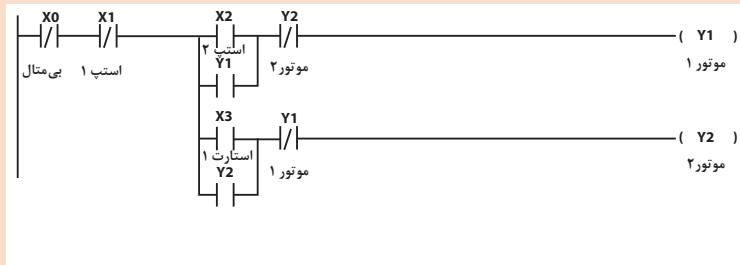 X0 X1 X2 Y2 ( Y1 )
بی‌متال استپ ۱ استپ ۲ موتور۲ موتور ۱
Y1
X3 Y1 ( Y2 )
استارت ۱ موتور ۱ موتور۲
Y2